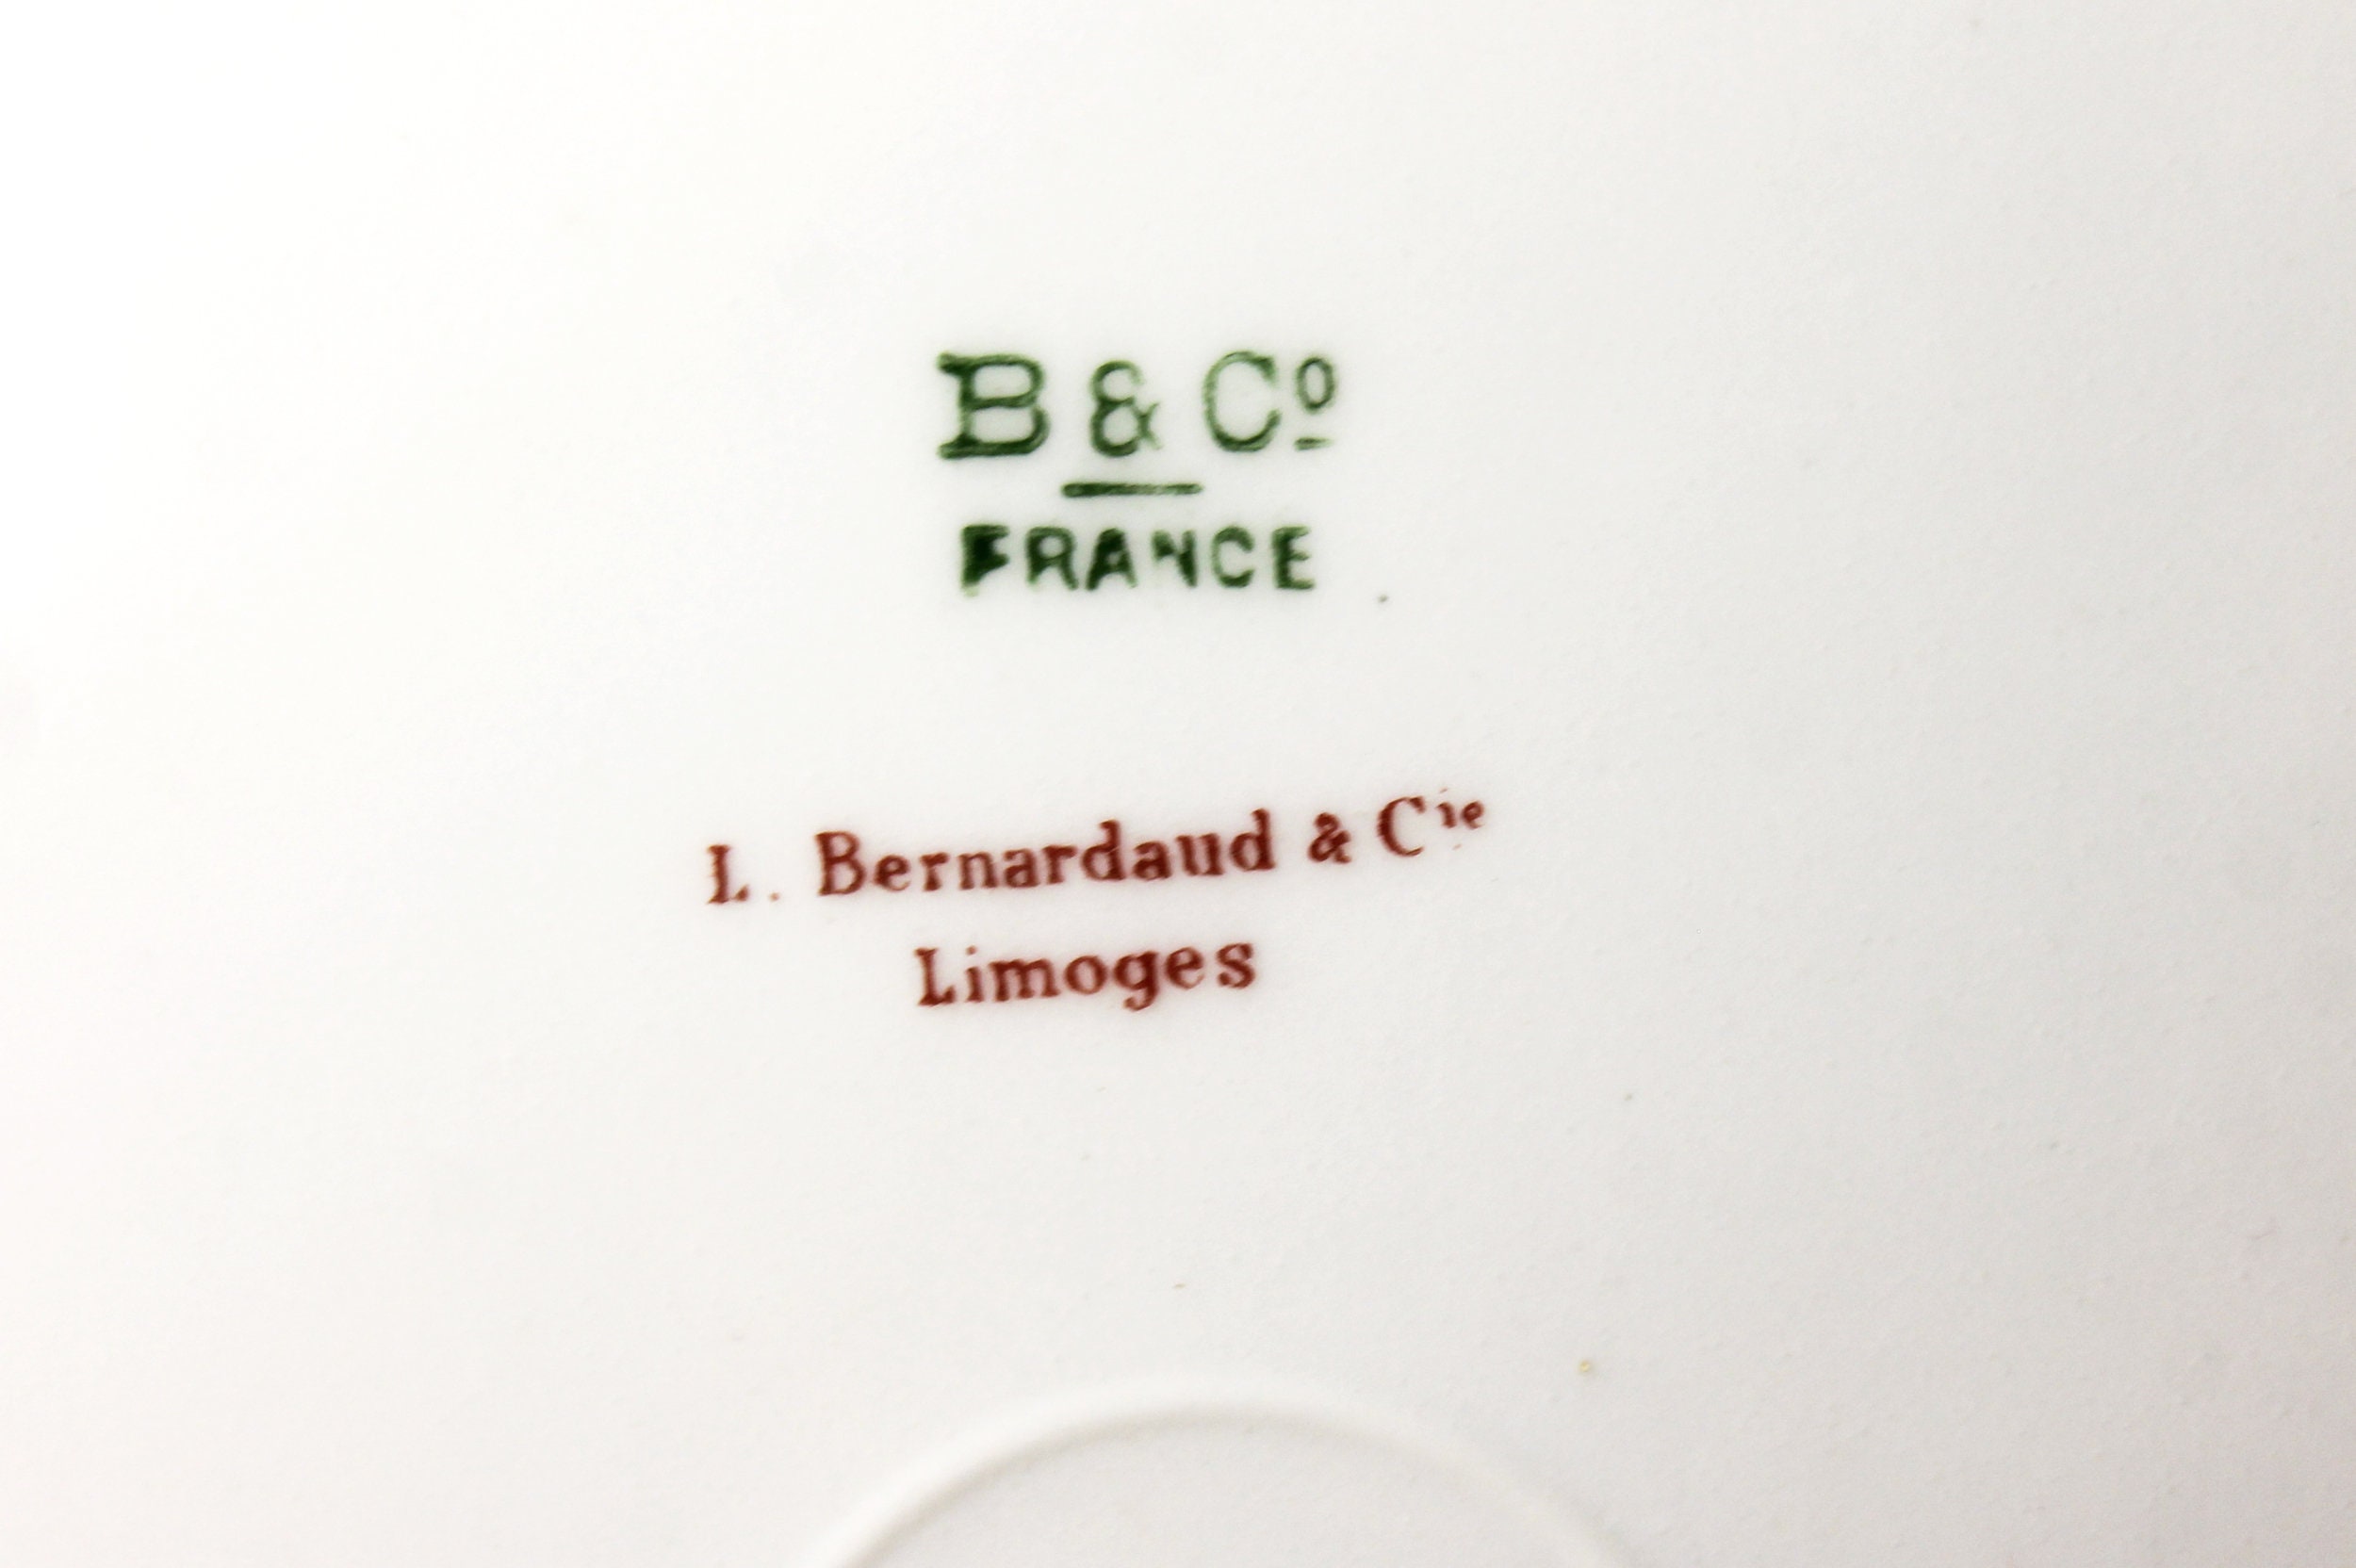 B & Cº
FRANCE
L. Bernardaud & Cie
Limoges